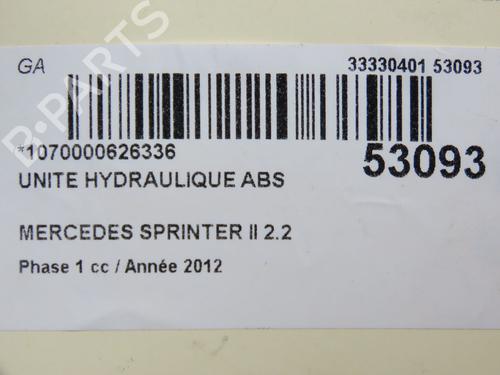 GA
33330401 53093
*1070000626336
53093
UNITE HYDRAULIQUE ABS
MERCEDES SPRINTER II 2.2
Phase 1 cc / Année 2012
B-PARTS